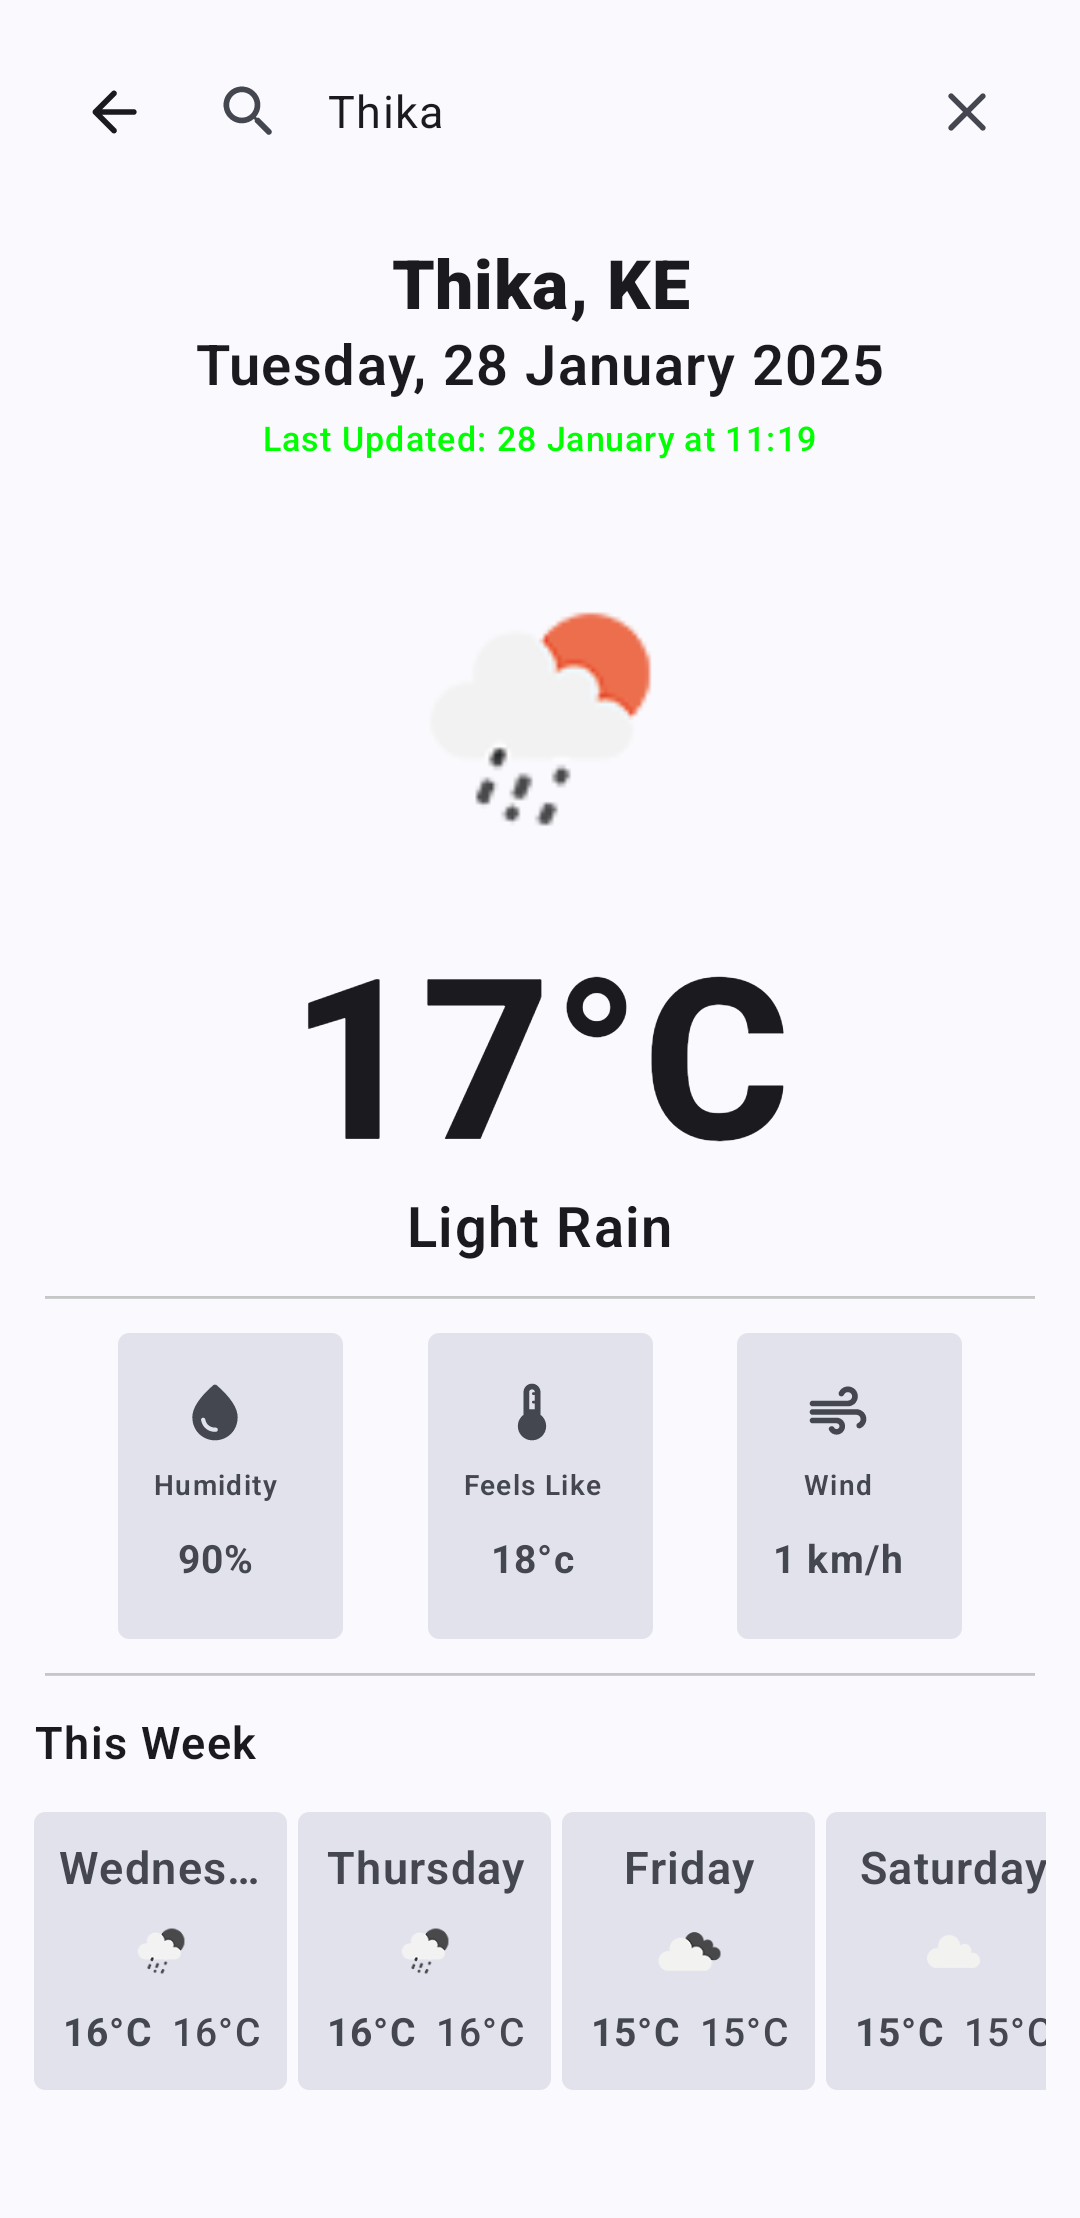 Thika
Thika, KE
Tuesday, 28 January 2025
Last Updated: 28 January at 11:19
17°C
Light Rain
Humidity
90%
Feels Like
18°c
Wind
1 km/h
This Week
Wednes…
16°C 16°C
Thursday
16°C 16°C
Friday
15°C 15°C
Saturday
15°C 15°C